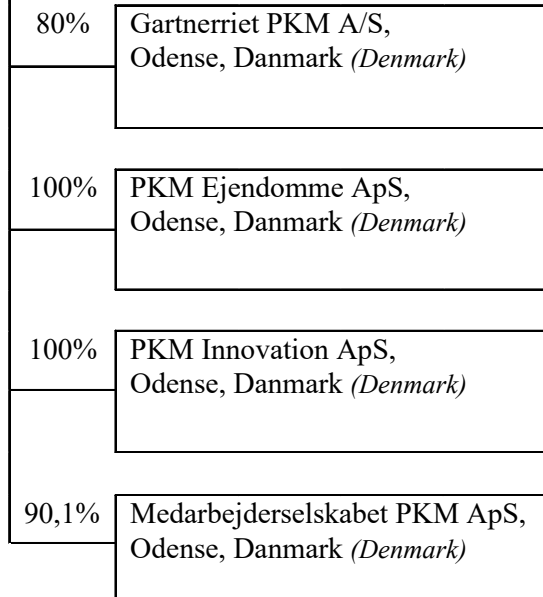 80%
Gartnerriet PKM A/S,
Odense, Danmark (Denmark)
100%
PKM Ejendomme ApS,
Odense, Danmark (Denmark)
100%
PKM Innovation ApS,
Odense, Danmark (Denmark)
90,1%
Medarbejderselskabet PKM ApS,
Odense, Danmark (Denmark)